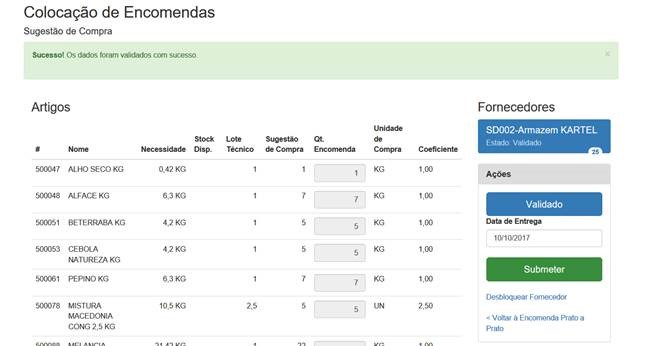 Colocação de Encomendas
Sugestão de Compra
Sucesso! Os dados foram validados com sucesso. ×
Artigos
# Nome Necessidade Stock Disp. Lote Técnico Sugestão de Compra Qt. Encomenda Unidade de Compra Coeficiente
500047 ALHO SECO KG 0,42 KG 1 1 1 KG 1,00
500048 ALFACE KG 6,3 KG 1 7 7 KG 1,00
500051 BETERRABA KG 4,2 KG 1 5 5 KG 1,00
500053 CEBOLA NATUREZA KG 4,2 KG 1 5 5 KG 1,00
500061 PEPINO KG 6,3 KG 1 7 7 KG 1,00
500078 MISTURA MACEDONIA CONG 2,5 KG 10,5 KG 2,5 5 5 UN 2,50
500088 MELANCIA 21,42 KG 1 22 KG 1,00
Fornecedores
SD002-Armazem KARTEL
Estado: Validado
25
Ações
Validado
Data de Entrega
10/10/2017
Submeter
Desbloquear Fornecedor
< Voltar à Encomenda Prato a
Prato